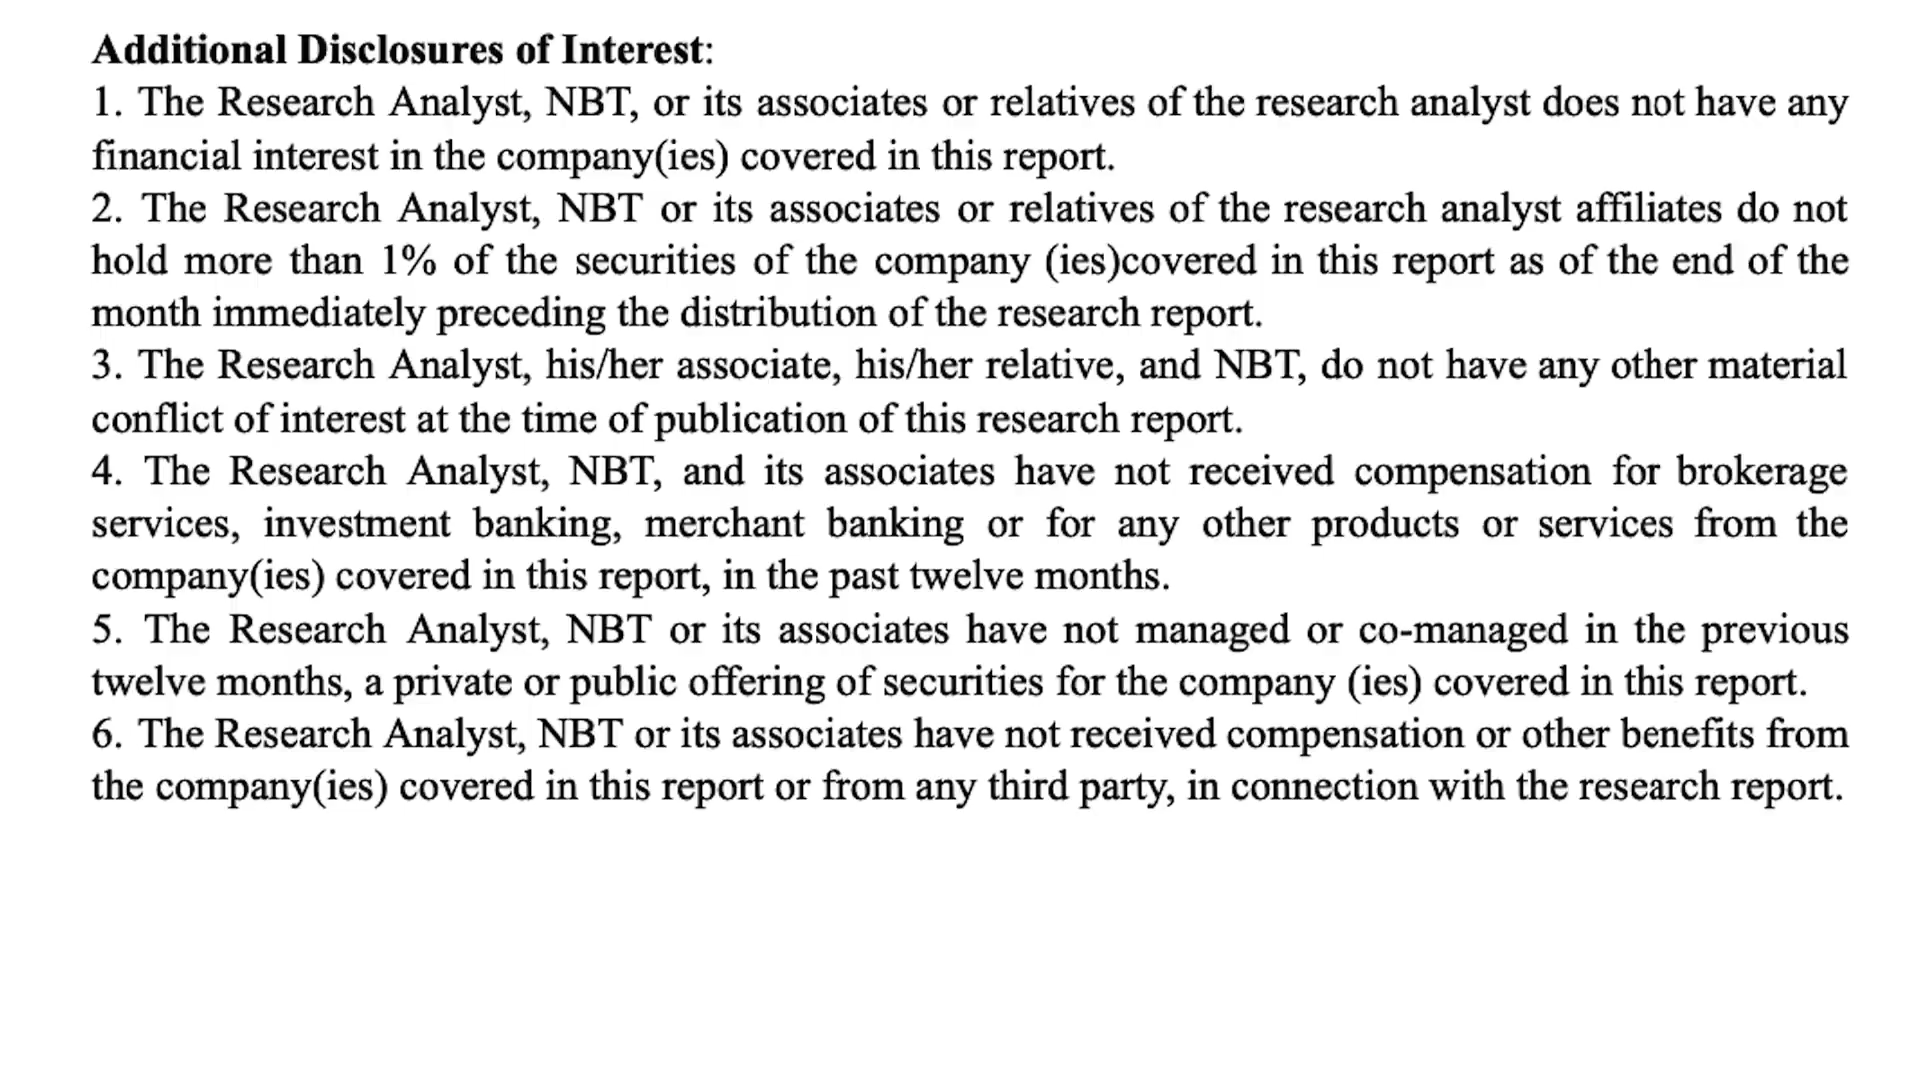 Additional Disclosures of Interest:
1. The Research Analyst, NBT, or its associates or relatives of the research analyst does not have any
financial interest in the company(ies) covered in this report.
2. The Research Analyst, NBT or its associates or relatives of the research analyst affiliates do not
hold more than 1% of the securities of the company (ies)covered in this report as of the end of the
month immediately preceding the distribution of the research report.
3. The Research Analyst, his/her associate, his/her relative, and NBT, do not have any other material
conflict of interest at the time of publication of this research report.
4. The Research Analyst, NBT, and its associates have not received compensation for brokerage
services, investment banking, merchant banking or for any other products or services from the
company(ies) covered in this report, in the past twelve months.
5. The Research Analyst, NBT or its associates have not managed or co-managed in the previous
twelve months, a private or public offering of securities for the company (ies) covered in this report.
6. The Research Analyst, NBT or its associates have not received compensation or other benefits from
the company(ies) covered in this report or from any third party, in connection with the research report.